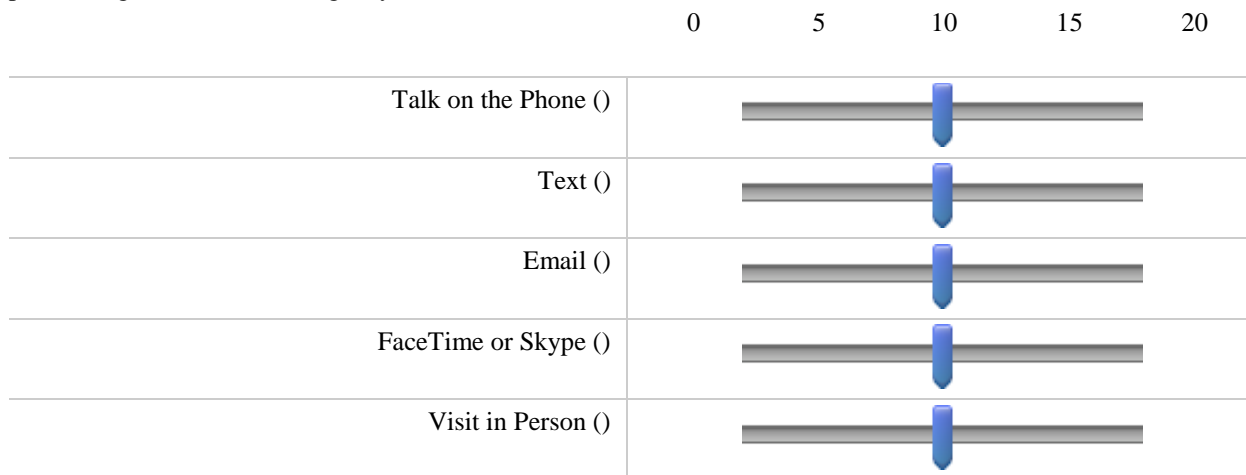 0 5 10 15 20
Talk on the Phone ()
Text ()
Email ()
FaceTime or Skype ()
Visit in Person ()